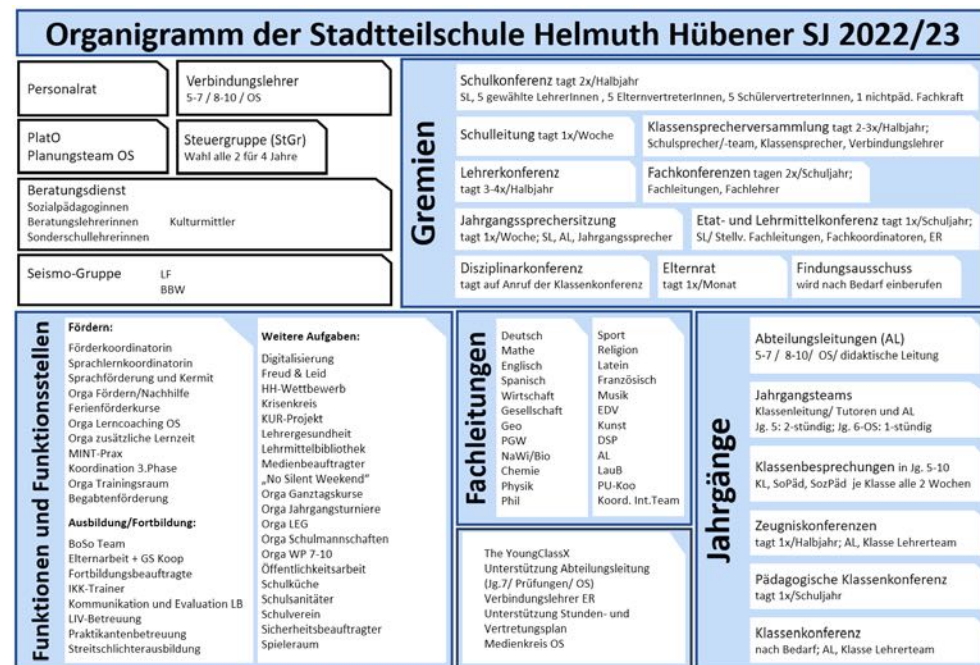 Organigramm der Stadtteilschule Helmuth Hübener SJ 2022/23
Personalrat
Verbindungslehrer
5-7 / 8-10 / OS
PlatO
Planungsteam OS
Steuergruppe (StGr)
Wahl alle 2 für 4 Jahre
Beratungsdienst
Sozialpädagoginnen
Beratungslehrerinnen Kulturmittler
Sonderschullehrerinnen
Seismo-Gruppe LF
BBW
Gremien
Schulkonferenz tagt 2x/Halbjahr
SL, 5 gewählte LehrerInnen , 5 ElternvertreterInnen, 5 SchülervertreterInnen, 1 nichtpäd. Fachkraft
Schulleitung tagt 1x/Woche
Klassensprecherversammlung tagt 2-3x/Halbjahr;
Schulsprecher/-team, Klassensprecher, Verbindungslehrer
Lehrerkonferenz
tagt 3-4x/Halbjahr
Fachkonferenzen tagen 2x/Schuljahr;
Fachleitungen, Fachlehrer
Jahrgangssprechersitzung
tagt 1x/Woche; SL, AL, Jahrgangssprecher
Etat- und Lehrmittelkonferenz tagt 1x/Schuljahr;
SL/ Stellv. Fachleitungen, Fachkoordinatoren, ER
Disziplinarkonferenz
tagt auf Anruf der Klassenkonferenz
Elternrat
tagt 1x/Monat
Findungsausschuss
wird nach Bedarf einberufen
Funktionen und Funktionsstellen
Fördern:
Förderkoordinatorin
Sprachlernkoordinatorin
Sprachförderung und Kermit
Orga Fördern/Nachhilfe
Ferienförderkurse
Orga Lerncoaching OS
Orga zusätzliche Lernzeit
MINT-Prax
Koordination 3.Phase
Orga Trainingsraum
Begabtenförderung
Ausbildung/Fortbildung:
BoSo Team
Elternarbeit + GS Koop
Fortbildungsbeauftragte
IKK-Trainer
Kommunikation und Evaluation LB
LIV-Betreuung
Praktikantenbetreuung
Streitschlichterausbildung
Weitere Aufgaben:
Digitalisierung
Freud & Leid
HH-Wettbewerb
Krisenkreis
KUR-Projekt
Lehrergesundheit
Lehrmittelbibliothek
Medienbeauftragter
„No Silent Weekend"
Orga Ganztagskurse
Orga Jahrgangsturniere
Orga LEG
Orga Schulmannschaften
Orga WP 7-10
Öffentlichkeitsarbeit
Schulküche
Schulsanitäter
Schulverein
Sicherheitsbeauftragter
Spieleraum
Fachleitungen
Deutsch
Mathe
Englisch
Spanisch
Wirtschaft
Gesellschaft
Geo
PGW
NaWi/Bio
Chemie
Physik
Phil
Sport
Religion
Latein
Französisch
Musik
EDV
Kunst
DSP
AL
LauB
PU-Koo
Koord. Int.Team
The YoungClassX
Unterstützung Abteilungsleitung
(Jg.7/ Prüfungen/ OS)
Verbindungslehrer ER
Unterstützung Stunden- und
Vertretungsplan
Medienkreis OS
Jahrgänge
Abteilungsleitungen (AL)
5-7 / 8-10/ OS/ didaktische Leitung
Jahrgangsteams
Klassenleitung/ Tutoren und AL
Jg. 5: 2-stündig; Jg. 6-OS: 1-stündig
Klassenbesprechungen in Jg. 5-10
KL, SoPäd, SozPäd je Klasse alle 2 Wochen
Zeugniskonferenzen
tagt 1x/Halbjahr; AL, Klasse Lehrerteam
Pädagogische Klassenkonferenz
tagt 1x/Schuljahr
Klassenkonferenz
nach Bedarf; AL, Klasse Lehrerteam